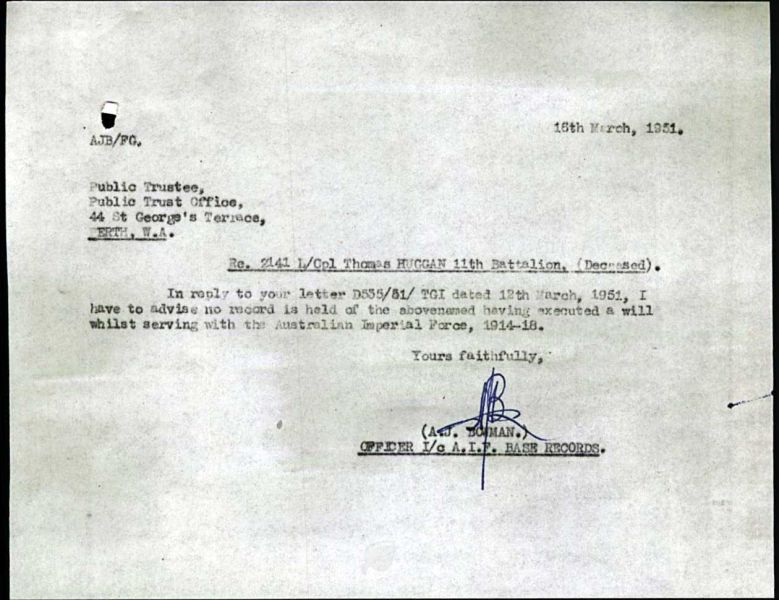 16th March, 1951.
AJB/FG.
Public Trustee,
Public Trust Office,
44 St George's Terrace,
PERTH, W.A.
Re. 2141 L/Cpl Thomas HUGGAN 11th Battalion, (Deceased).
In reply to your letter D535/51/ TGI dated 12th March, 1951, I
have to advise no record is held of the abovenamed having executed a will
whilst serving with the Australian Imperial Force, 1914-18.
Yours faithfully,
(A.J. BOWMAN.)
OFFICER I/c A.I.F. BASE RECORDS.